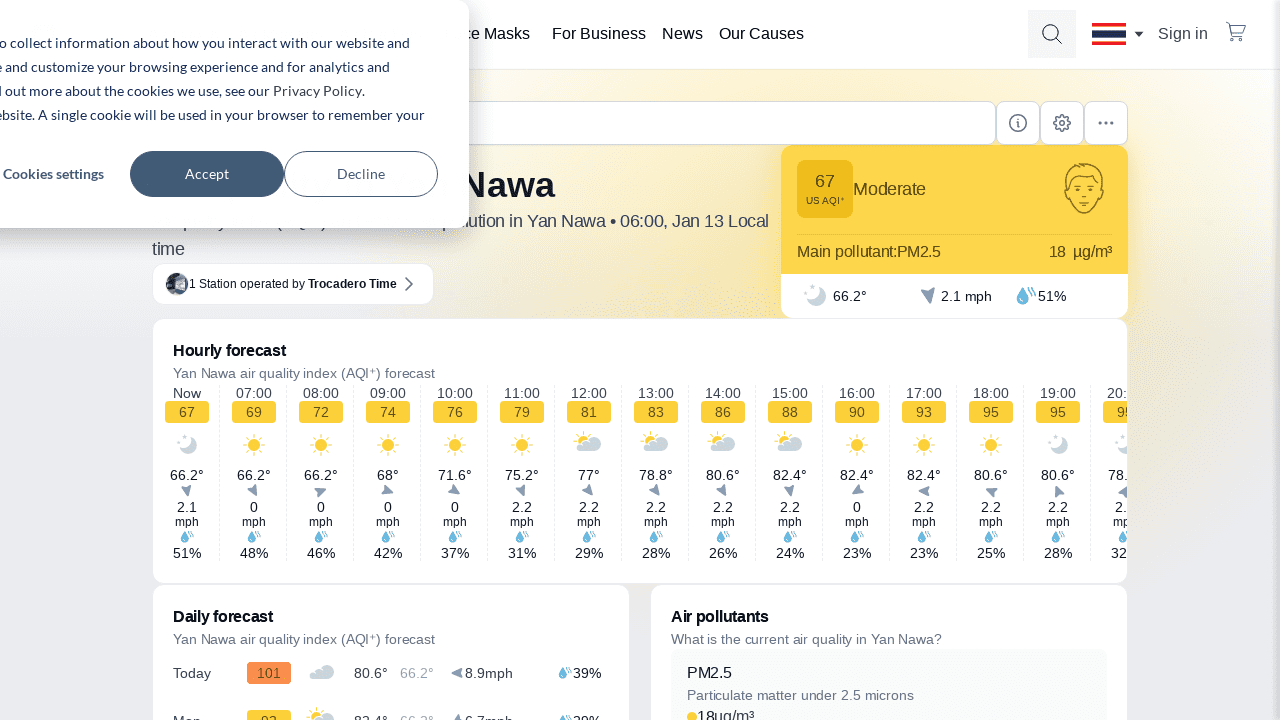 For Business News Our Causes Sign in
to collect information about how you interact with our website and
and customize your browsing experience and for analytics and
out more about the cookies we use, see our Privacy Policy.
A single cookie will be used in your browser to remember your
Cookies settings Accept Decline
Nawa
in Yan Nawa • 06:00, Jan 13 Local
time
1 Station operated by Trocadero Time
67
US AQI⁺
Moderate
Main pollutant:PM2.5 18 µg/m³
66.2° 2.1 mph 51%
Hourly forecast
Yan Nawa air quality index (AQI⁺) forecast
Now 07:00 08:00 09:00 10:00 11:00 12:00 13:00 14:00 15:00 16:00 17:00 18:00 19:00
67 69 72 74 76 79 81 83 86 88 90 93 95 95
66.2° 66.2° 66.2° 68° 71.6° 75.2° 77° 78.8° 80.6° 82.4° 82.4° 82.4° 80.6° 80.6°
2.1 0 0 0 0 2.2 2.2 2.2 2.2 2.2 0 2.2 2.2 2.2
mph mph mph mph mph mph mph mph mph mph mph mph mph mph
51% 48% 46% 42% 37% 31% 29% 28% 26% 24% 23% 23% 25% 28%
Daily forecast
Yan Nawa air quality index (AQI⁺) forecast
Today 101 80.6° 66.2° 8.9mph 39%
Air pollutants
What is the current air quality in Yan Nawa?
PM2.5
Particulate matter under 2.5 microns
18µg/m³